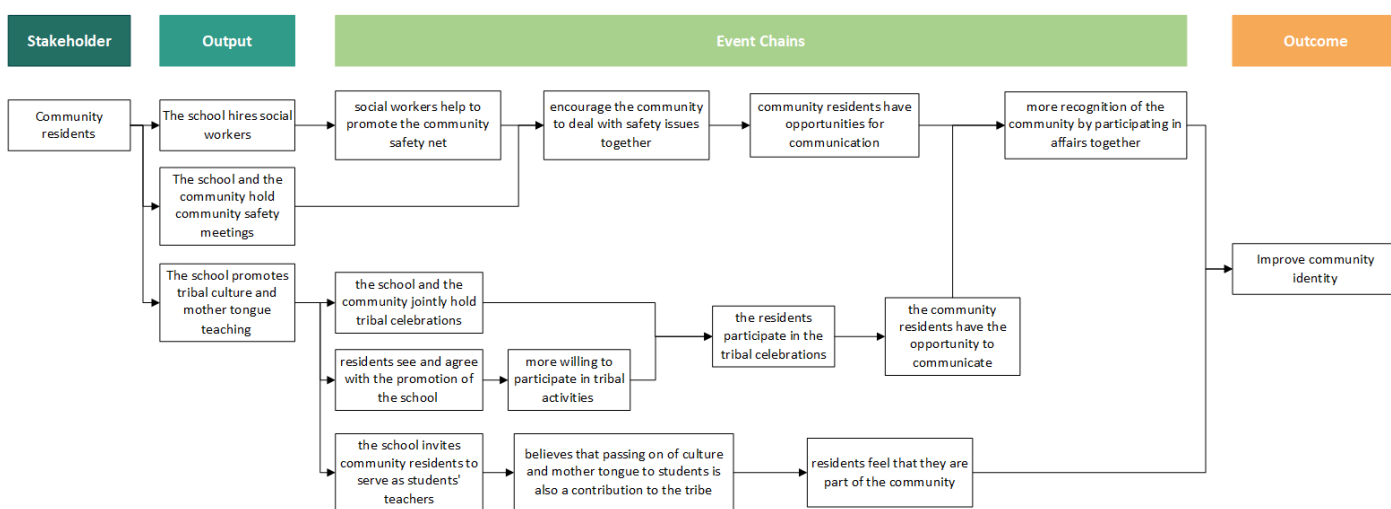 Stakeholder
Output
Event Chains
Outcome
Community
residents
The school hires social
workers
social workers help to
promote the community
safety net
encourage the community
to deal with safety issues
together
community residents have
opportunities for
communication
more recognition of the
community by participating in
affairs together
The school and the
community hold
community safety
meetings
Improve community
identity
The school promotes
tribal culture and
mother tongue
teaching
the school and the
community jointly hold
tribal celebrations
the residents
participate in the
tribal celebrations
the community
residents have the
opportunity to
communicate
residents see and agree
with the promotion of
the school
more willing to
participate in tribal
activities
the school invites
community residents to
serve as students'
teachers
believes that passing on of culture
and mother tongue to students is
also a contribution to the tribe
residents feel that they are
part of the community